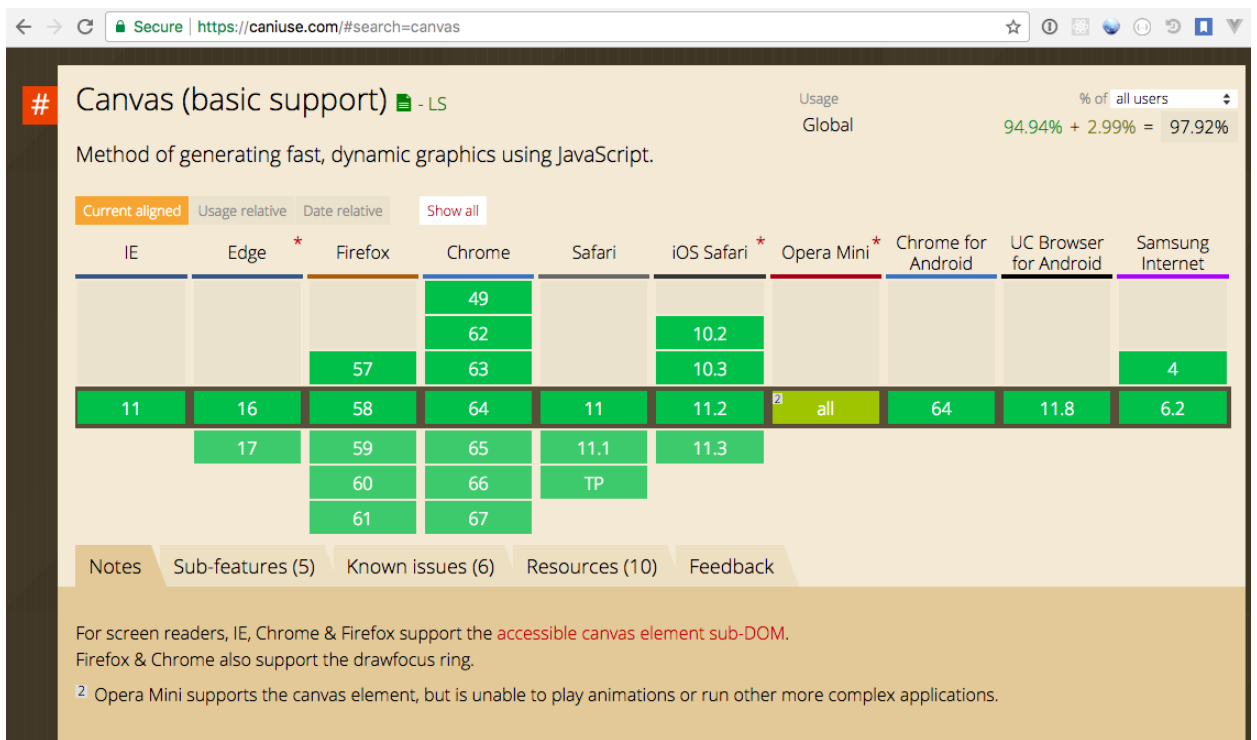 Secure | https://caniuse.com/#search=canvas
# Canvas (basic support) - LS
Usage % of all users
Global 94.94% + 2.99% = 97.92%
Method of generating fast, dynamic graphics using JavaScript.
Current aligned Usage relative Date relative Show all
IE Edge * Firefox Chrome Safari iOS Safari * Opera Mini * Chrome for Android UC Browser for Android Samsung Internet
49
62 10.2
57 63 10.3 4
11 16 58 64 11 11.2 2 all 64 11.8 6.2
17 59 65 11.1 11.3
60 66 TP
61 67
Notes Sub-features (5) Known issues (6) Resources (10) Feedback
For screen readers, IE, Chrome & Firefox support the accessible canvas element sub-DOM.
Firefox & Chrome also support the drawfocus ring.
2 Opera Mini supports the canvas element, but is unable to play animations or run other more complex applications.